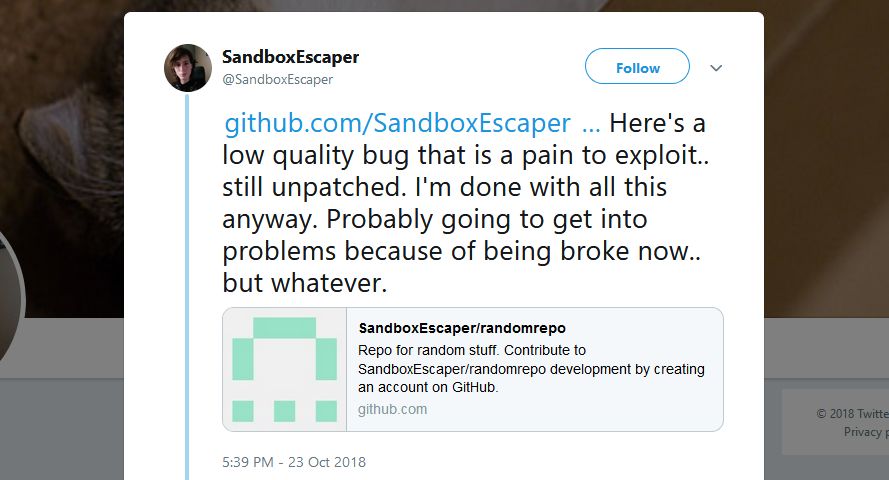 SandboxEscaper
@SandboxEscaper
Follow
github.com/SandboxEscaper … Here's a
low quality bug that is a pain to exploit..
still unpatched. I'm done with all this
anyway. Probably going to get into
problems because of being broke now..
but whatever.
SandboxEscaper/randomrepo
Repo for random stuff. Contribute to
SandboxEscaper/randomrepo development by creating
an account on GitHub.
github.com
5:39 PM - 23 Oct 2018
© 2018 Twitte
Privacy p